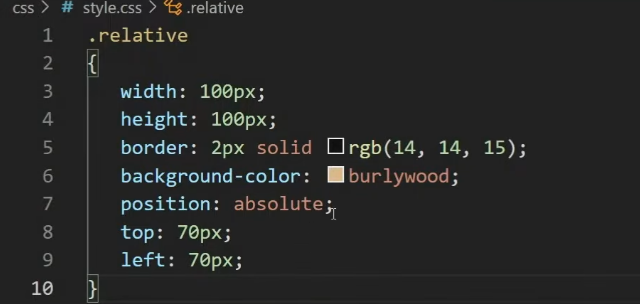 css > # style.css > .relative
1 .relative
2 {
3 width: 100px;
4 height: 100px;
5 border: 2px solid rgb(14, 14, 15);
6 background-color: burlywood;
7 position: absolute;
8 top: 70px;
9 left: 70px;
10 }